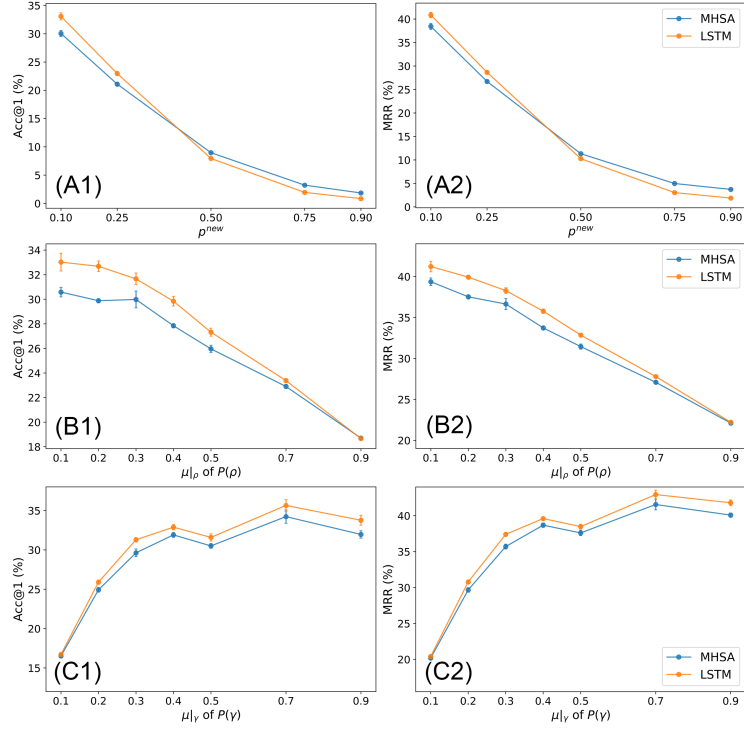 35
30
25
20
15
10
5
0
Acc@1 (%)
(A1)
0.10 0.25 0.50 0.75 0.90
p^new
40
35
30
25
20
15
10
5
0
MRR (%)
MHSA
LSTM
(A2)
0.10 0.25 0.50 0.75 0.90
p^new
34
32
30
28
26
24
22
20
18
Acc@1 (%)
(B1)
0.1 0.2 0.3 0.4 0.5 0.7 0.9
μ|ρ of P(ρ)
40
35
30
25
20
MRR (%)
MHSA
LSTM
(B2)
0.1 0.2 0.3 0.4 0.5 0.7 0.9
μ|ρ of P(ρ)
35
30
25
20
15
Acc@1 (%)
(C1)
0.1 0.2 0.3 0.4 0.5 0.7 0.9
μ|γ of P(γ)
40
35
30
25
20
MRR (%)
(C2)
MHSA
LSTM
0.1 0.2 0.3 0.4 0.5 0.7 0.9
μ|γ of P(γ)